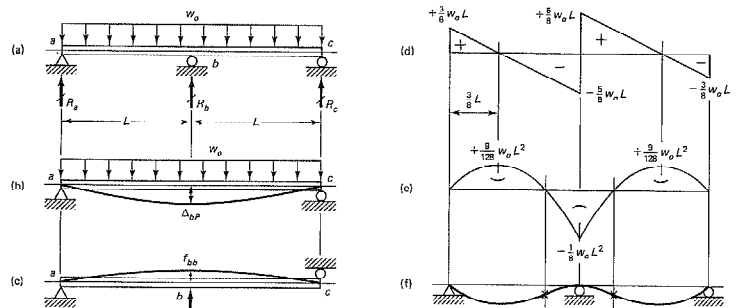 (a)
w₀
a
b
c
Rₐ
R_b
R_c
L
L
(b)
w₀
a
c
Δ_bP
(c)
a
f_bb
b
c
(d)
+3/8 w₀L
+5/8 w₀L
+
−
+
−
−5/8 w₀L
−3/8 w₀L
3/8 L
(e)
+9/128 w₀L²
+9/128 w₀L²
−1/8 w₀L²
(f)